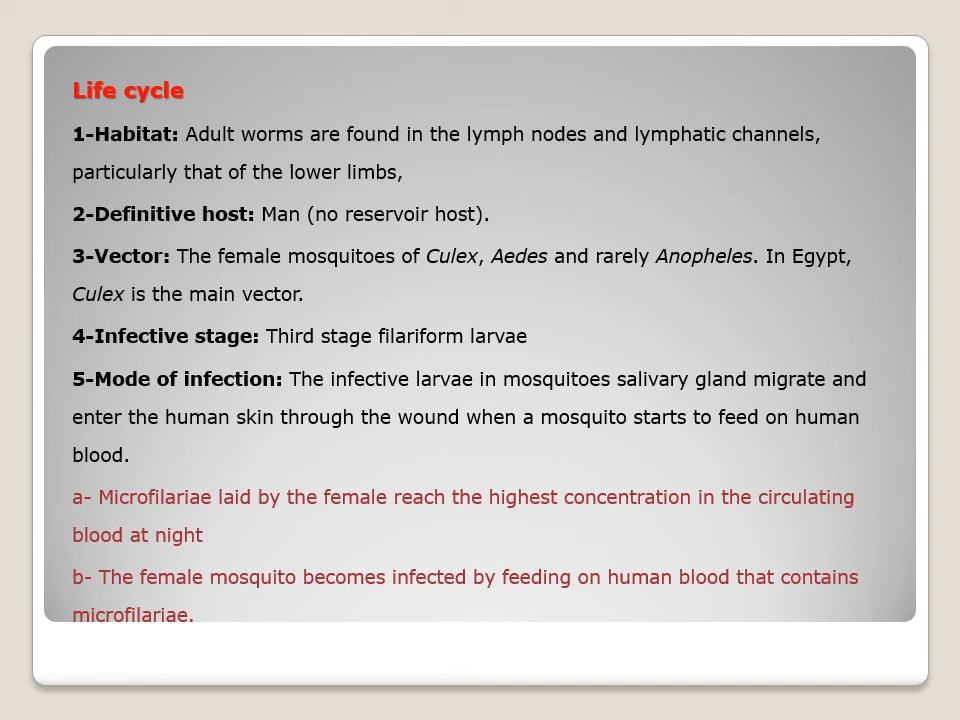 Life cycle
1-Habitat: Adult worms are found in the lymph nodes and lymphatic channels,
particularly that of the lower limbs,
2-Definitive host: Man (no reservoir host).
3-Vector: The female mosquitoes of Culex, Aedes and rarely Anopheles. In Egypt,
Culex is the main vector.
4-Infective stage: Third stage filariform larvae
5-Mode of infection: The infective larvae in mosquitoes salivary gland migrate and
enter the human skin through the wound when a mosquito starts to feed on human
blood.
a- Microfilariae laid by the female reach the highest concentration in the circulating
blood at night
b- The female mosquito becomes infected by feeding on human blood that contains
microfilariae.